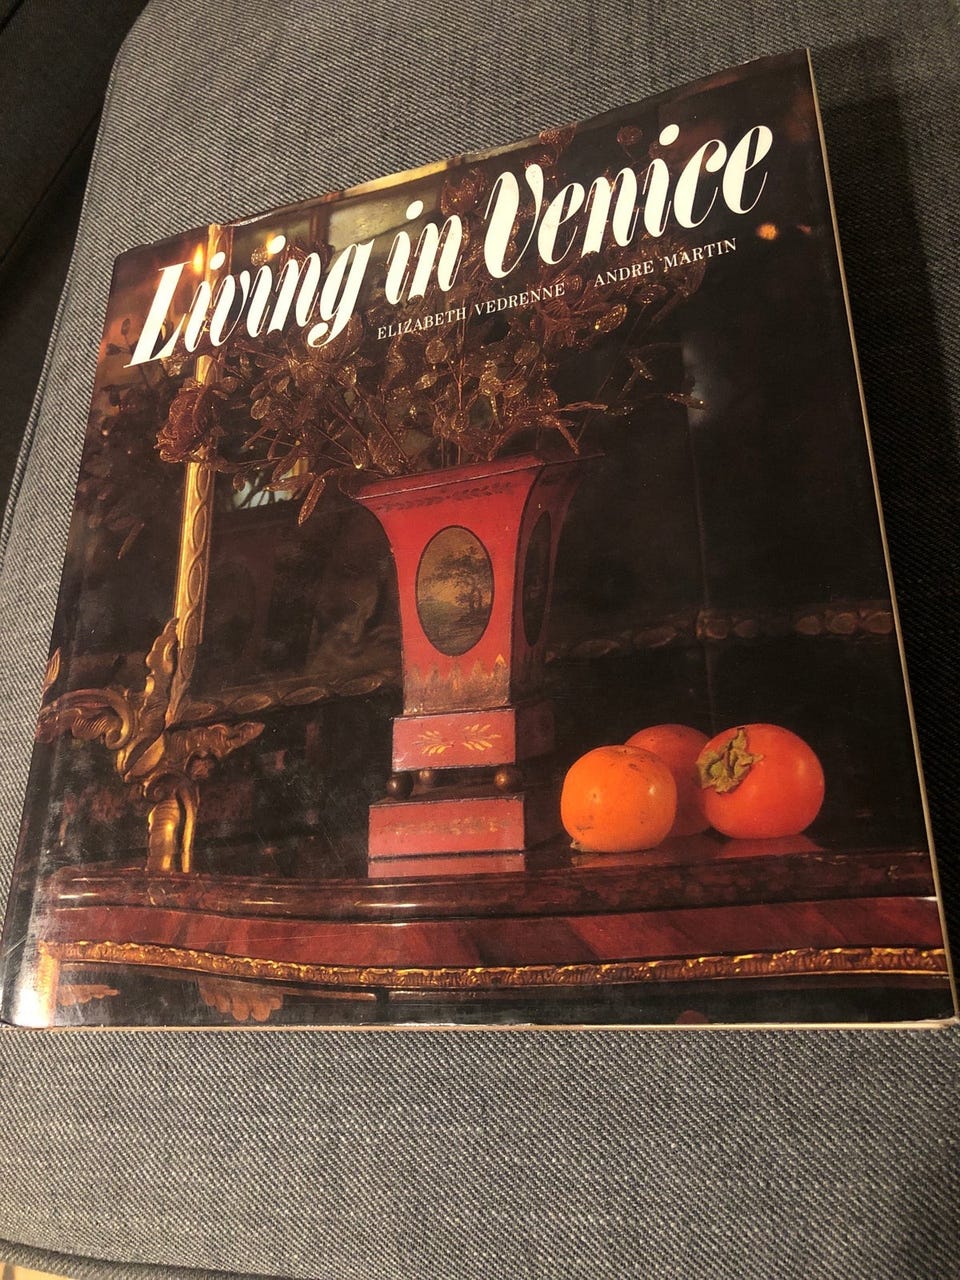 Living in Venice
ELIZABETH VEDRENNE ANDRE MARTIN